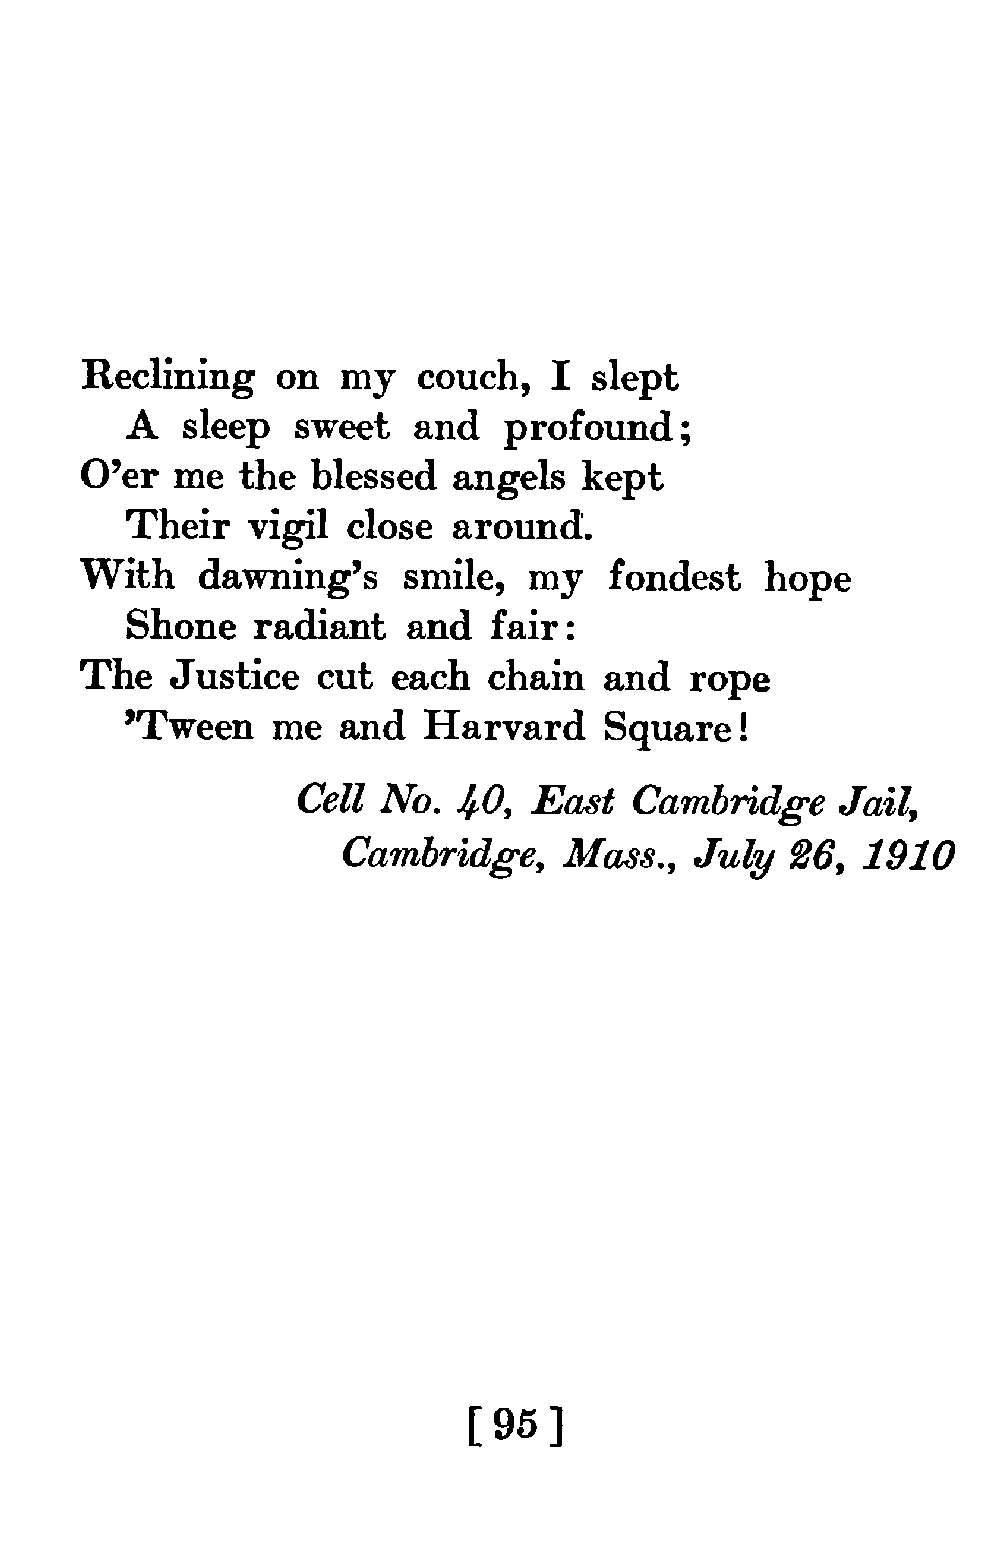 Reclining on my couch, I slept
A sleep sweet and profound;
O’er me the blessed angels kept
Their vigil close around.
With dawning’s smile, my fondest hope
Shone radiant and fair:
The Justice cut each chain and rope
’Tween me and Harvard Square!
Cell No. 40, East Cambridge Jail,
Cambridge, Mass., July 26, 1910
[ 95 ]